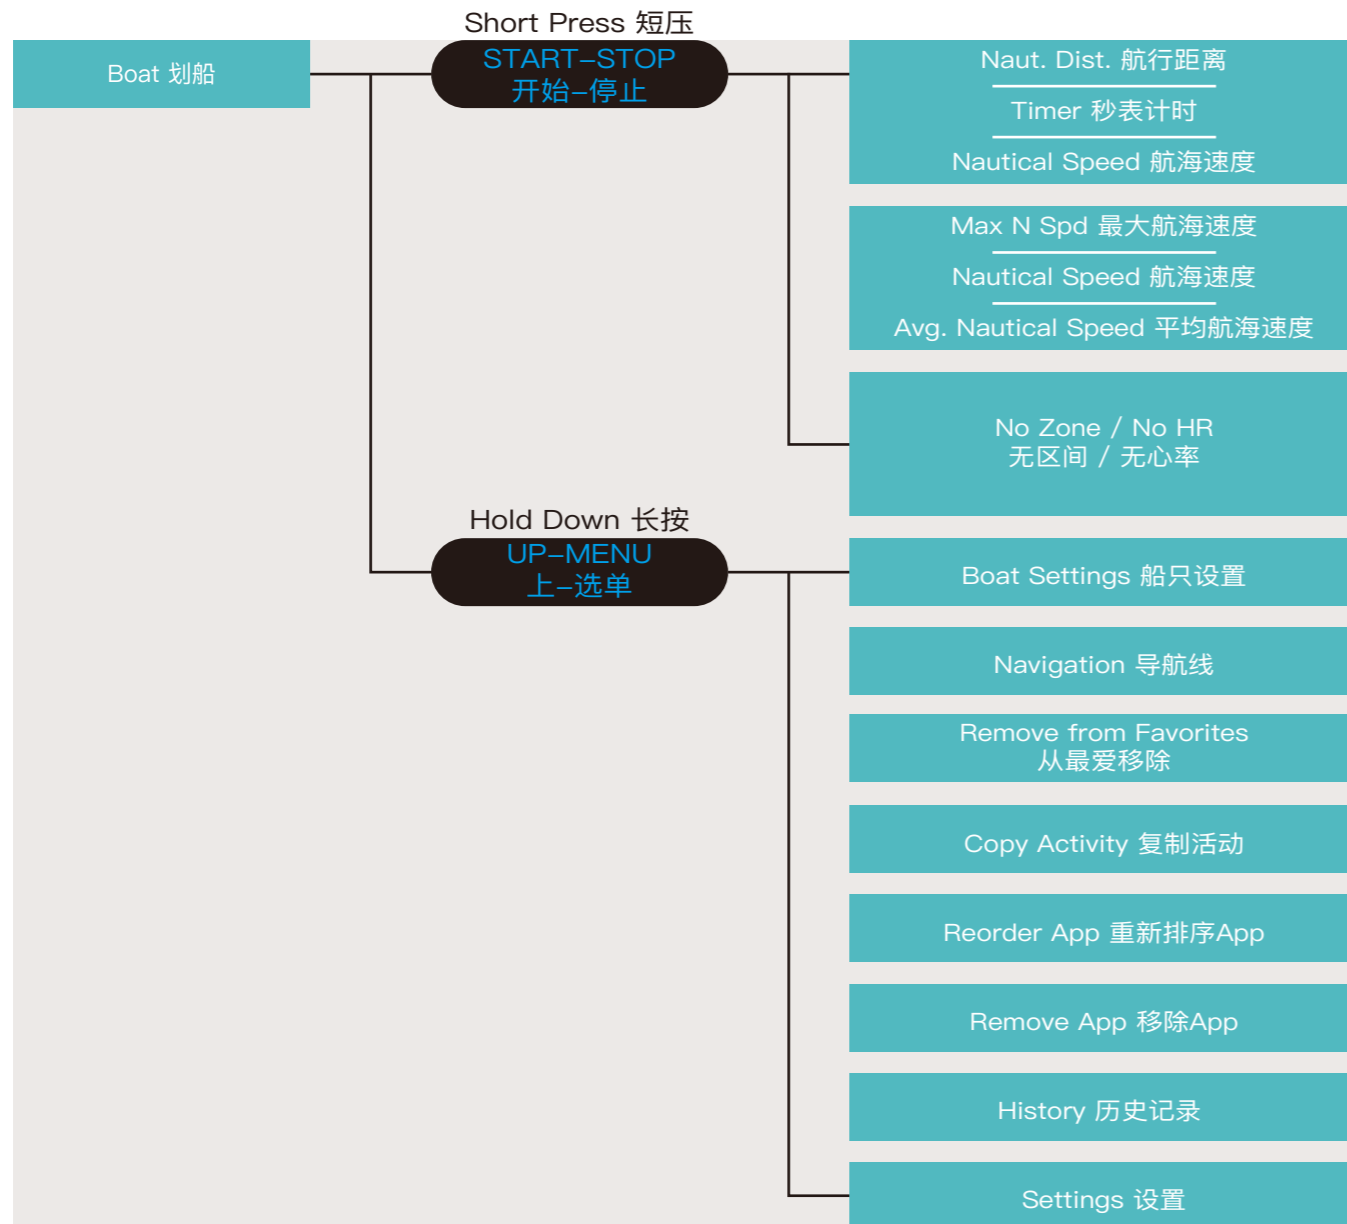 Short Press 短压
Boat 划船
START-STOP
开始-停止
Naut. Dist. 航行距离
Timer 秒表计时
Nautical Speed 航海速度
Max N Spd 最大航海速度
Nautical Speed 航海速度
Avg. Nautical Speed 平均航海速度
No Zone / No HR
无区间 / 无心率
Hold Down 长按
UP-MENU
上-选单
Boat Settings 船只设置
Navigation 导航线
Remove from Favorites
从最爱移除
Copy Activity 复制活动
Reorder App 重新排序App
Remove App 移除App
History 历史记录
Settings 设置